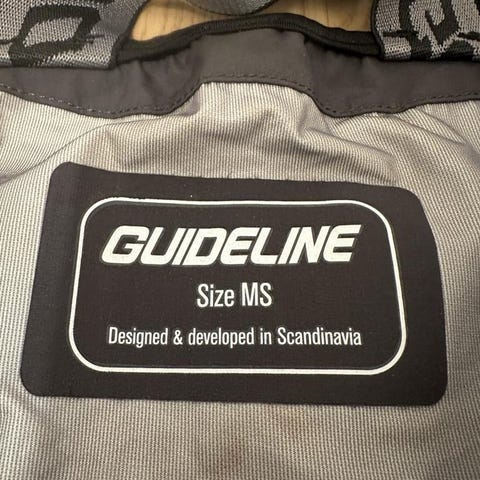 GUIDELINE
Size MS
Designed & developed in Scandinavia